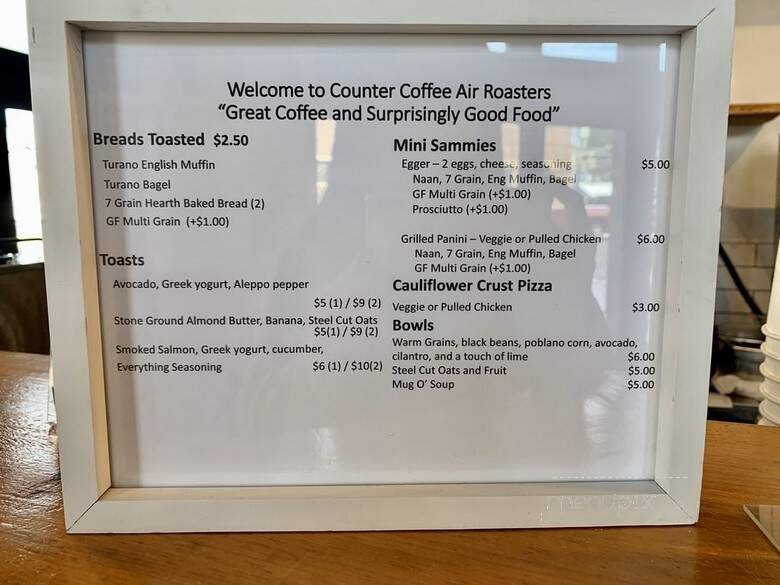 Welcome to Counter Coffee Air Roasters
“Great Coffee and Surprisingly Good Food”
Breads Toasted $2.50
Turano English Muffin
Turano Bagel
7 Grain Hearth Baked Bread (2)
GF Multi Grain (+$1.00)
Toasts
Avocado, Greek yogurt, Aleppo pepper
$5 (1) / $9 (2)
Stone Ground Almond Butter, Banana, Steel Cut Oats
$5(1) / $9 (2)
Smoked Salmon, Greek yogurt, cucumber,
Everything Seasoning $6 (1) / $10(2)
Mini Sammies
Egger – 2 eggs, cheese, seasoning $5.00
Naan, 7 Grain, Eng Muffin, Bagel
GF Multi Grain (+$1.00)
Prosciutto (+$1.00)
Grilled Panini – Veggie or Pulled Chicken $6.00
Naan, 7 Grain, Eng Muffin, Bagel
GF Multi Grain (+$1.00)
Cauliflower Crust Pizza
Veggie or Pulled Chicken $3.00
Bowls
Warm Grains, black beans, poblano corn, avocado,
cilantro, and a touch of lime $6.00
Steel Cut Oats and Fruit $5.00
Mug O’ Soup $5.00